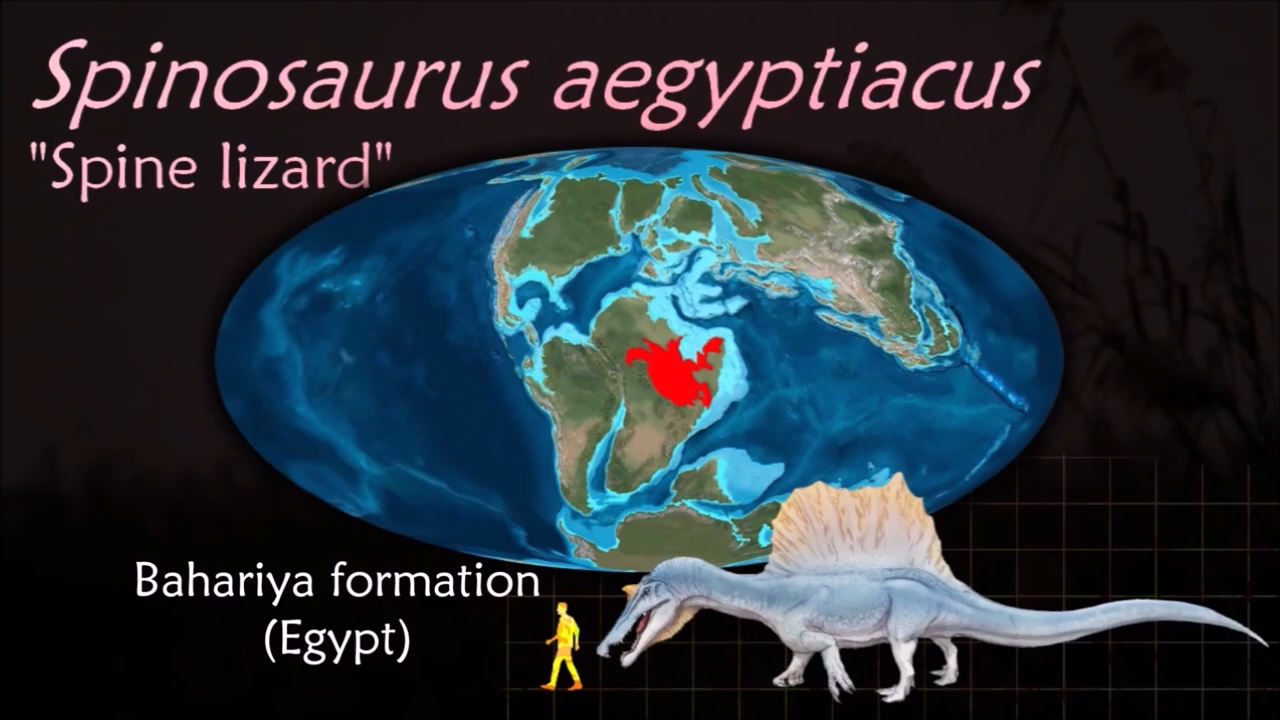 Spinosaurus aegyptiacus
"Spine lizard"
Bahariya formation
(Egypt)